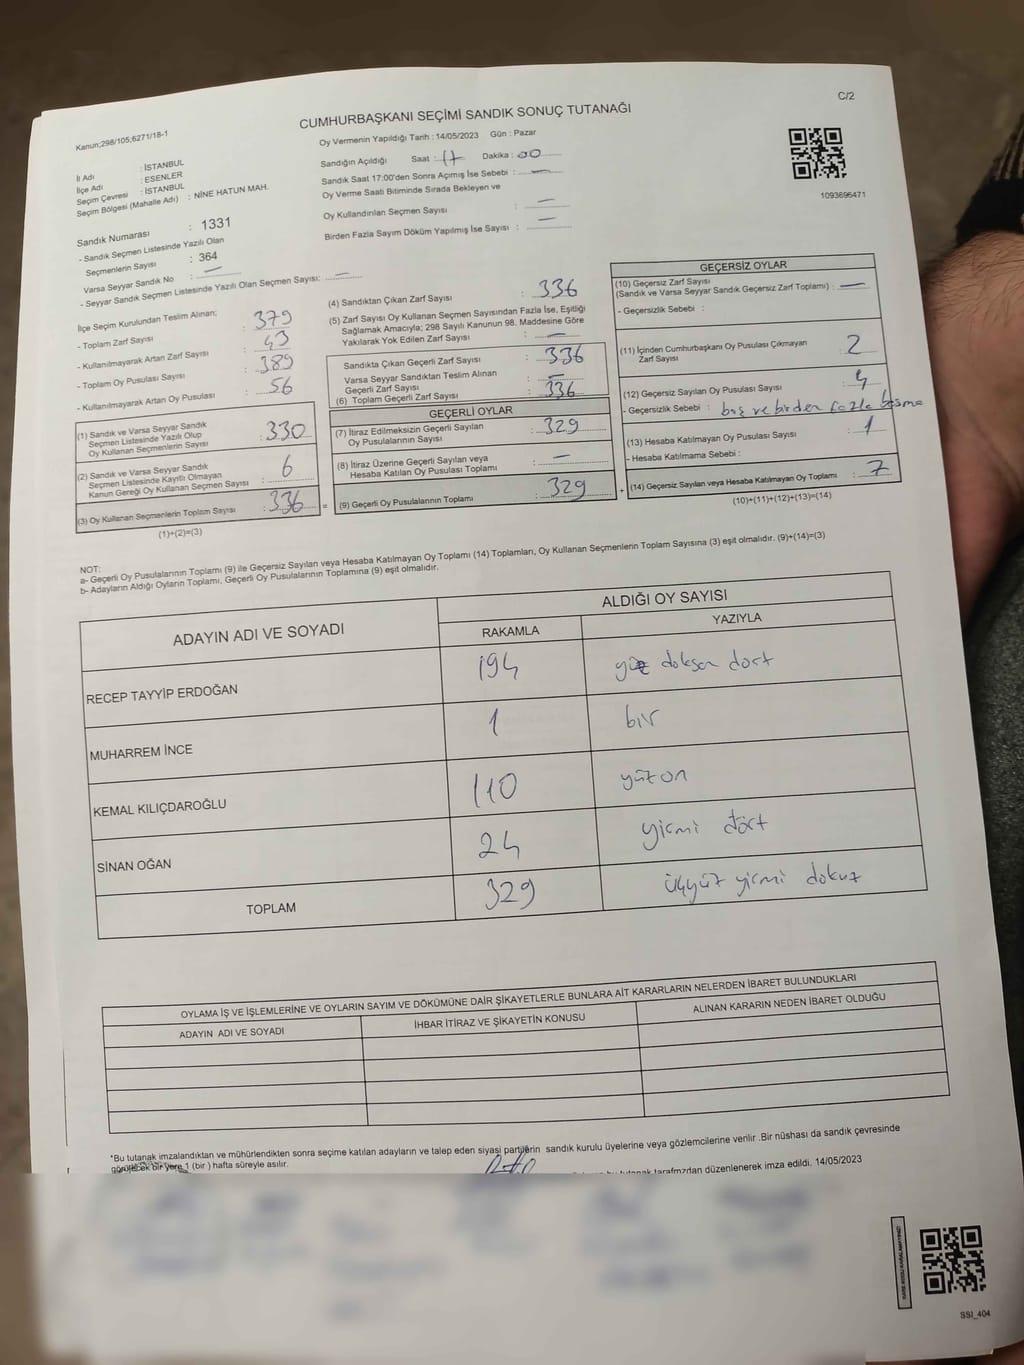 C/2
Kanun;298/105;6271/18-1
CUMHURBAŞKANI SEÇİMİ SANDIK SONUÇ TUTANAĞI
Oy Vermenin Yapıldığı Tarih : 14/05/2023 Gün : Pazar
1093696471
İl Adı : İSTANBUL
İlçe Adı : ESENLER
Seçim Çevresi : İSTANBUL
Seçim Bölgesi (Mahalle Adı) : NİNE HATUN MAH.
Sandığın Açıldığı Saat : 17 Dakika : 00
Sandık Saat 17:00'den Sonra Açımış İse Sebebi : —
Oy Verme Saati Bitiminde Sırada Bekleyen ve
Oy Kullandırılan Seçmen Sayısı : —
Birden Fazla Sayım Döküm Yapılmış İse Sayısı : —
Sandık Numarası : 1331
- Sandık Seçmen Listesinde Yazılı Olan
Seçmenlerin Sayısı : 364
Varsa Seyyar Sandık No : —
- Seyyar Sandık Seçmen Listesinde Yazılı Olan Seçmen Sayısı: —
İlçe Seçim Kurulundan Teslim Alınan;
- Toplam Zarf Sayısı : 379
- Kullanılmayarak Artan Zarf Sayısı : 43
- Toplam Oy Pusulası Sayısı : 389
- Kullanılmayarak Artan Oy Pusulası : 56
(1) Sandık ve Varsa Seyyar Sandık
Seçmen Listesinde Yazılı Olup
Oy Kullanan Seçmenlerin Sayısı : 330
(2) Sandık ve Varsa Seyyar Sandık
Seçmen Listesinde Kayıtlı Olmayan
Kanun Gereği Oy Kullanan Seçmen Sayısı : 6
(3) Oy Kullanan Seçmenlerin Toplam Sayısı : 336
(1)+(2)=(3)
(4) Sandıktan Çıkan Zarf Sayısı : 336
(5) Zarf Sayısı Oy Kullanan Seçmen Sayısından Fazla İse, Eşitliği
Sağlamak Amacıyla; 298 Sayılı Kanunun 98. Maddesine Göre
Yakılarak Yok Edilen Zarf Sayısı : —
Sandıkta Çıkan Geçerli Zarf Sayısı : 336
Varsa Seyyar Sandıktan Teslim Alınan
Geçerli Zarf Sayısı : —
(6) Toplam Geçerli Zarf Sayısı : 336
GEÇERLİ OYLAR
(7) İtiraz Edilmeksizin Geçerli Sayılan
Oy Pusulalarının Sayısı : 329
(8) İtiraz Üzerine Geçerli Sayılan veya
Hesaba Katılan Oy Pusulası Toplamı : —
= (9) Geçerli Oy Pusulalarının Toplamı : 329
GEÇERSİZ OYLAR
(10) Geçersiz Zarf Sayısı
(Sandık ve Varsa Seyyar Sandık Geçersiz Zarf Toplamı) : —
- Geçersizlik Sebebi :
(11) İçinden Cumhurbaşkanı Oy Pusulası Çıkmayan
Zarf Sayısı : 2
(12) Geçersiz Sayılan Oy Pusulası Sayısı : 4
- Geçersizlik Sebebi : boş ve birden fazla basma
(13) Hesaba Katılmayan Oy Pusulası Sayısı : 1
- Hesaba Katılmama Sebebi :
+ (14) Geçersiz Sayılan veya Hesaba Katılmayan Oy Toplamı : 7
(10)+(11)+(12)+(13)=(14)
NOT:
a- Geçerli Oy Pusulalarının Toplamı (9) ile Geçersiz Sayılan veya Hesaba Katılmayan Oy Toplamı (14) Toplamları, Oy Kullanan Seçmenlerin Toplam Sayısına (3) eşit olmalıdır. (9)+(14)=(3)
b- Adayların Aldığı Oyların Toplamı, Geçerli Oy Pusulalarının Toplamına (9) eşit olmalıdır.
ADAYIN ADI VE SOYADI ALDIĞI OY SAYISI
RAKAMLA YAZIYLA
RECEP TAYYİP ERDOĞAN 194 yüz doksan dört
MUHARREM İNCE 1 bir
KEMAL KILIÇDAROĞLU 110 yüz on
SİNAN OĞAN 24 yirmi dört
TOPLAM 329 üçyüz yirmi dokuz
OYLAMA İŞ VE İŞLEMLERİNE VE OYLARIN SAYIM VE DÖKÜMÜNE DAİR ŞİKAYETLERLE BUNLARA AİT KARARLARIN NELERDEN İBARET BULUNDUKLARI
ADAYIN ADI VE SOYADI İHBAR İTİRAZ VE ŞİKAYETİN KONUSU ALINAN KARARIN NEDEN İBARET OLDUĞU
*Bu tutanak imzalandıktan ve mühürlendikten sonra seçime katılan adayların ve talep eden siyasi partilerin sandık kurulu üyelerine veya gözlemcilerine verilir .Bir nüshası da sandık çevresinde
görülecek bir yere 1 (bir ) hafta süreyle asılır.
bu tutanak tarafımızdan düzenlenerek imza edildi. 14/05/2023
SSI_404